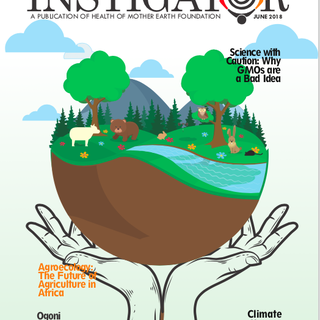 INSTIGATOR
A PUBLICATION OF HEALTH OF MOTHER EARTH FOUNDATION JUNE 2018
Science with
Caution: Why
GMOs are
a Bad Idea
Agroecology:
The Future of
Agriculture in
Africa
Ogoni
Climate